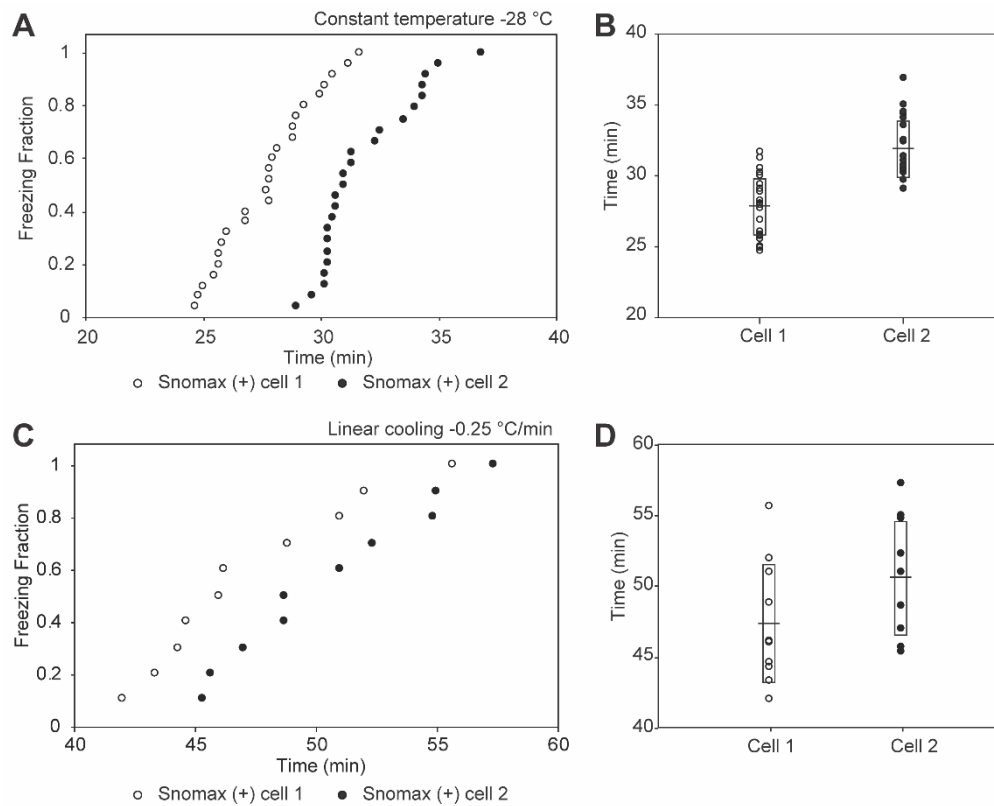 A
Constant temperature -28 °C
Freezing Fraction
1
0.8
0.6
0.4
0.2
0
20 25 30 35 40
Time (min)
Snomax (+) cell 1 Snomax (+) cell 2
B
Time (min)
40
35
30
25
20
Cell 1 Cell 2
C
Linear cooling -0.25 °C/min
Freezing Fraction
1
0.8
0.6
0.4
0.2
0
40 45 50 55 60
Time (min)
Snomax (+) cell 1 Snomax (+) cell 2
D
Time (min)
60
55
50
45
40
Cell 1 Cell 2